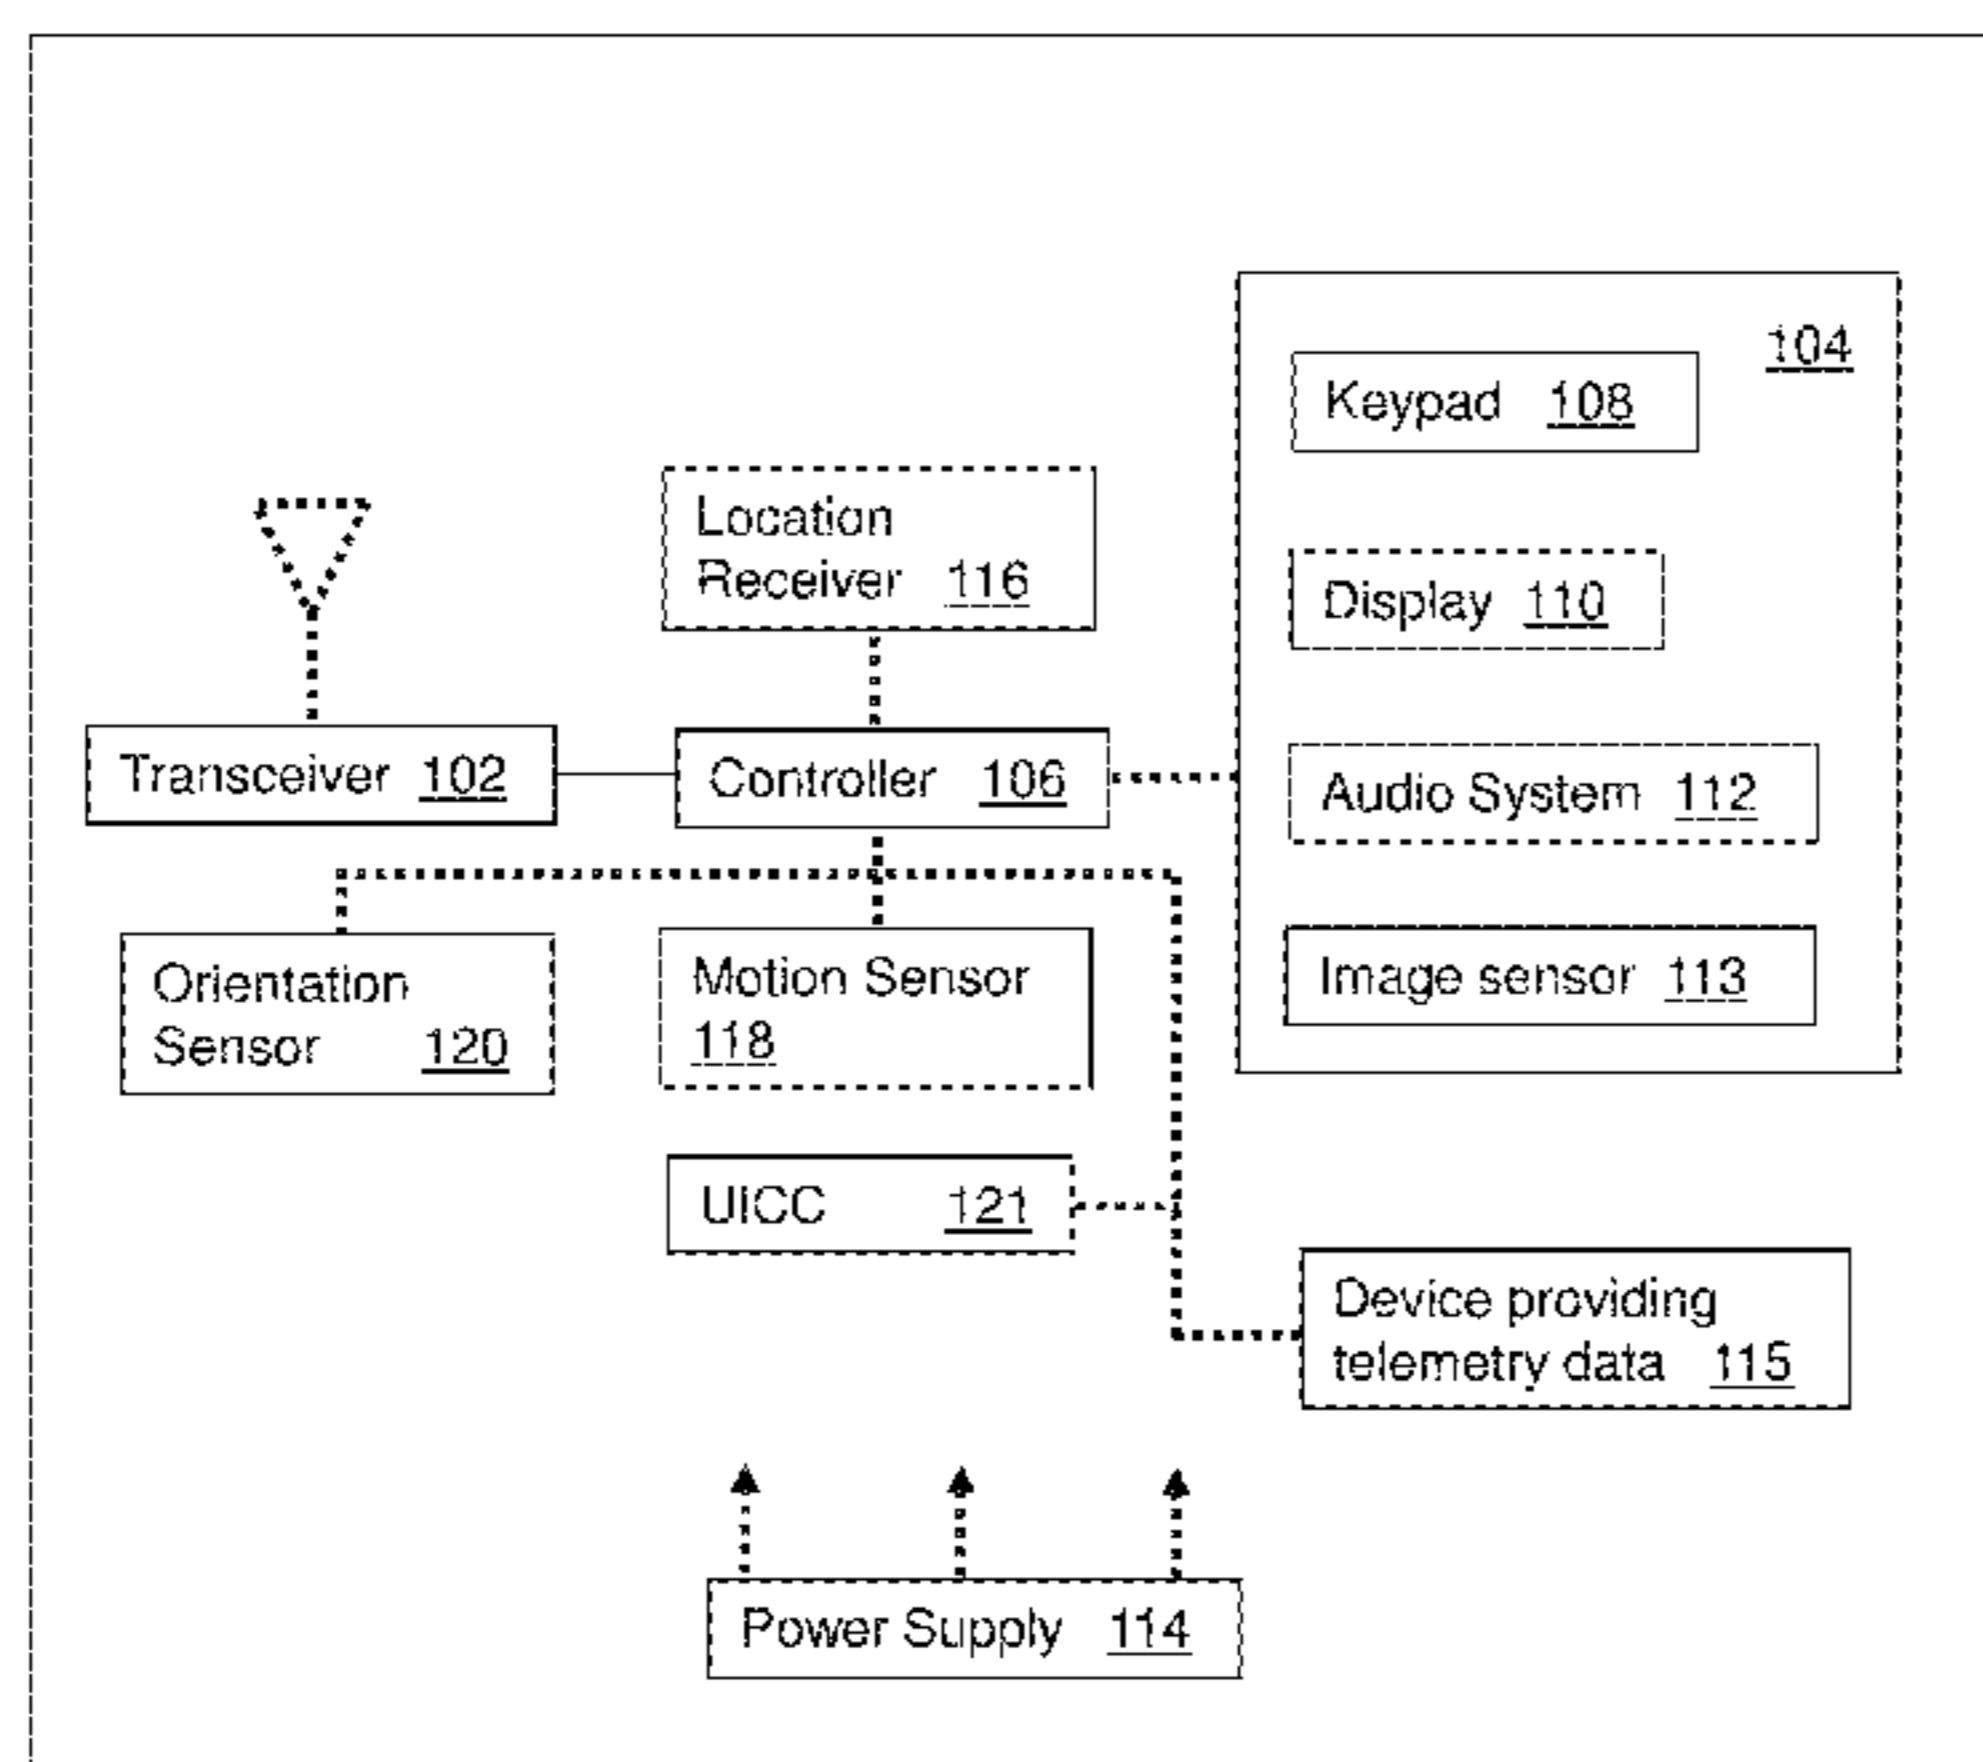 104
Keypad 108
Location
Receiver 116
Display 110
Transceiver 102
Controller 106
Audio System 112
Orientation
Sensor 120
Motion Sensor
118
Image sensor 113
UICC 121
Device providing
telemetry data 115
Power Supply 114